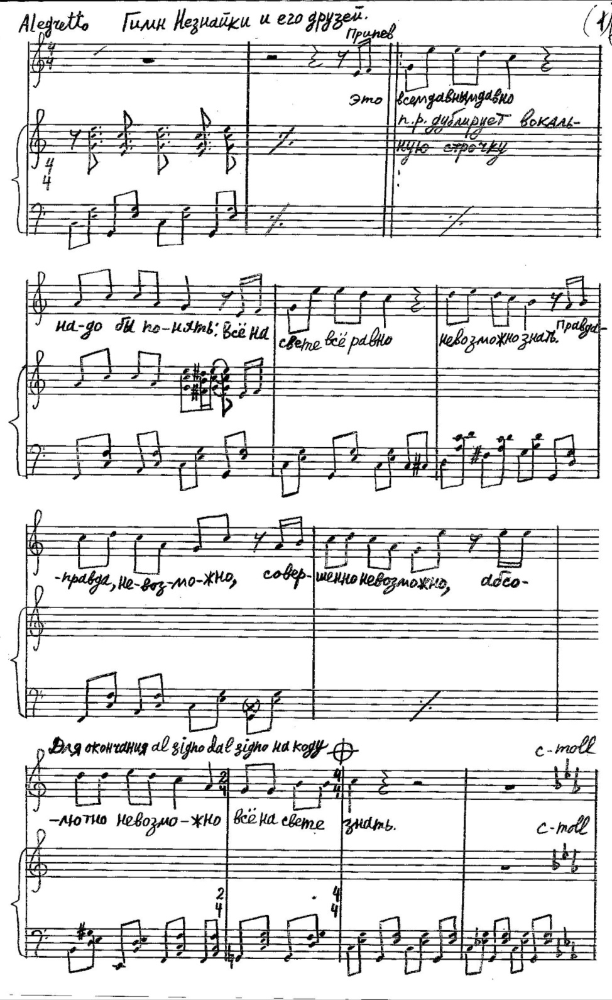 Alegretto Гимн Незнайки и его друзей. (1)
Припев
это всемдавнымдавно
п.р. дублирует вокаль-
ную строчку
на-до бы по-нять: всё на свете всё равно невозможно знать. Правда-
-правда, не-воз-мо-жно, совер- шенно невозможно, абсо-
Для окончания al signo dal signo на коду c-moll
-лютно невозмо-жно всё на свете знать.
c-moll